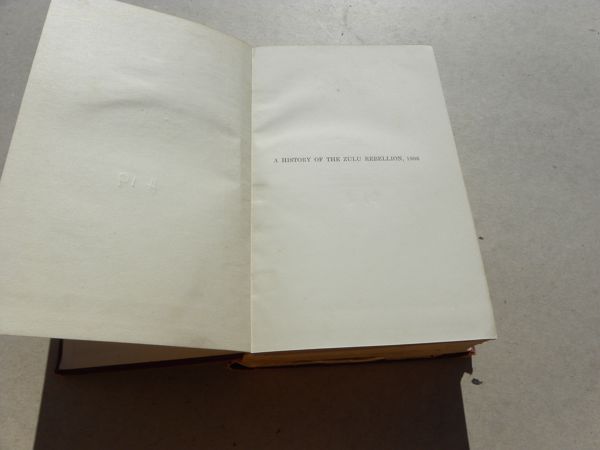 A HISTORY OF THE ZULU REBELLION, 1906